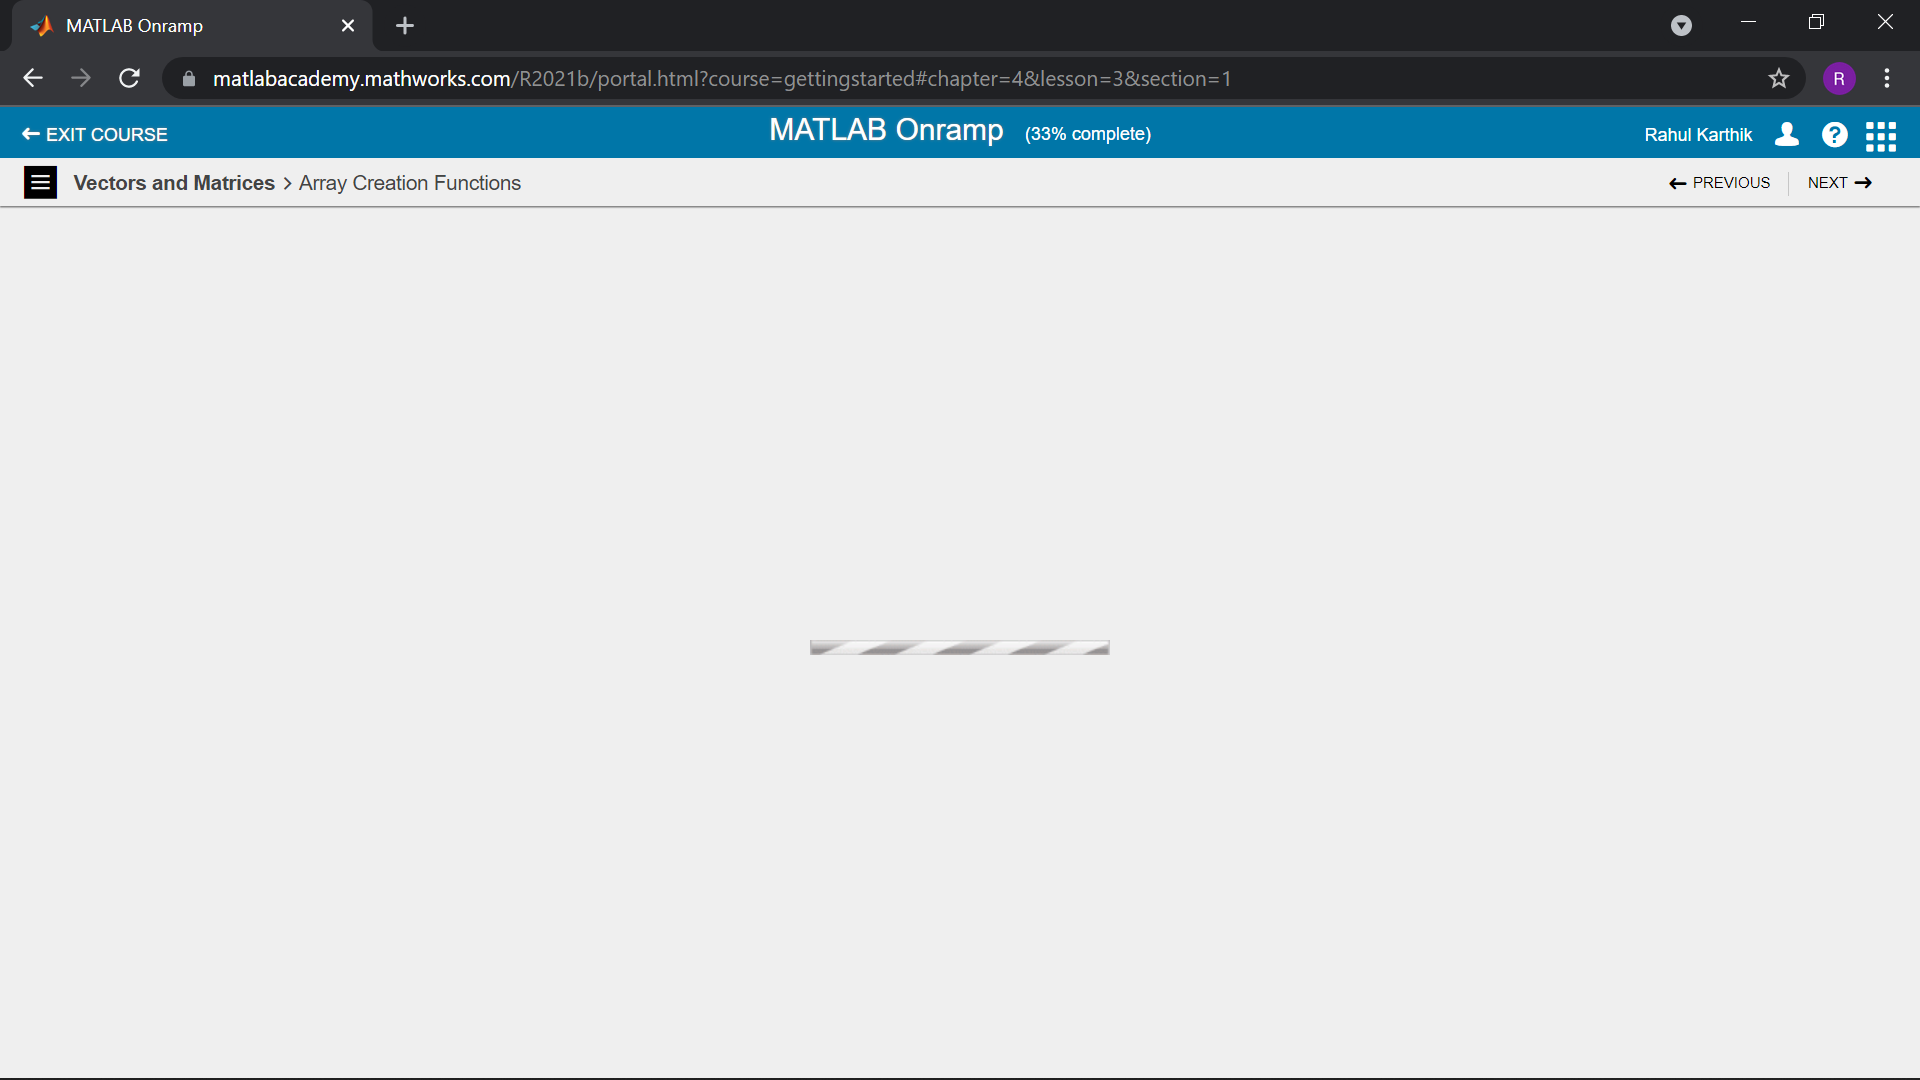 MATLAB Onramp
matlabacademy.mathworks.com/R2021b/portal.html?course=gettingstarted#chapter=4&lesson=3&section=1
R
EXIT COURSE
MATLAB Onramp (33% complete)
Rahul Karthik
?
Vectors and Matrices > Array Creation Functions
PREVIOUS
NEXT